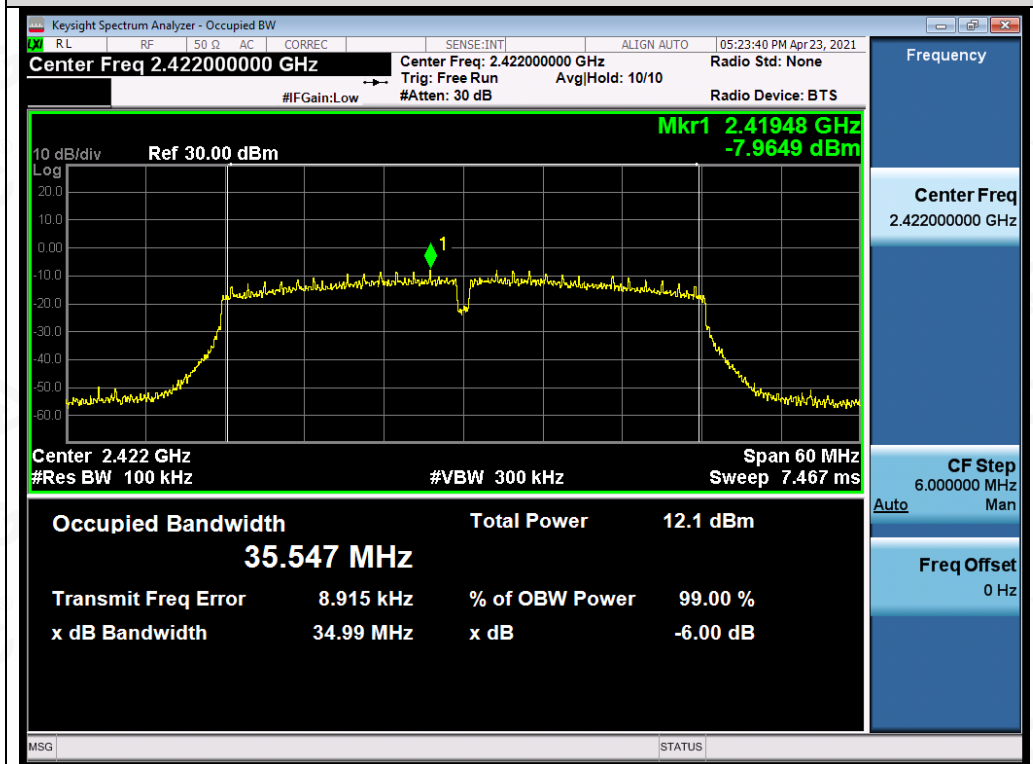 Keysight Spectrum Analyzer - Occupied BW
LXI RL RF 50 Ω AC CORREC SENSE:INT ALIGN AUTO 05:23:40 PM Apr 23, 2021
Center Freq 2.422000000 GHz
Center Freq: 2.422000000 GHz Radio Std: None
Trig: Free Run Avg|Hold: 10/10
#IFGain:Low #Atten: 30 dB Radio Device: BTS
Frequency
Mkr1 2.41948 GHz
-7.9649 dBm
10 dB/div Ref 30.00 dBm
Log
20.0
10.0
0.00
-10.0
-20.0
-30.0
-40.0
-50.0
-60.0
1
Center 2.422 GHz Span 60 MHz
#Res BW 100 kHz #VBW 300 kHz Sweep 7.467 ms
Center Freq
2.422000000 GHz
CF Step
6.000000 MHz
Auto Man
Freq Offset
0 Hz
Occupied Bandwidth Total Power 12.1 dBm
35.547 MHz
Transmit Freq Error 8.915 kHz % of OBW Power 99.00 %
x dB Bandwidth 34.99 MHz x dB -6.00 dB
MSG STATUS